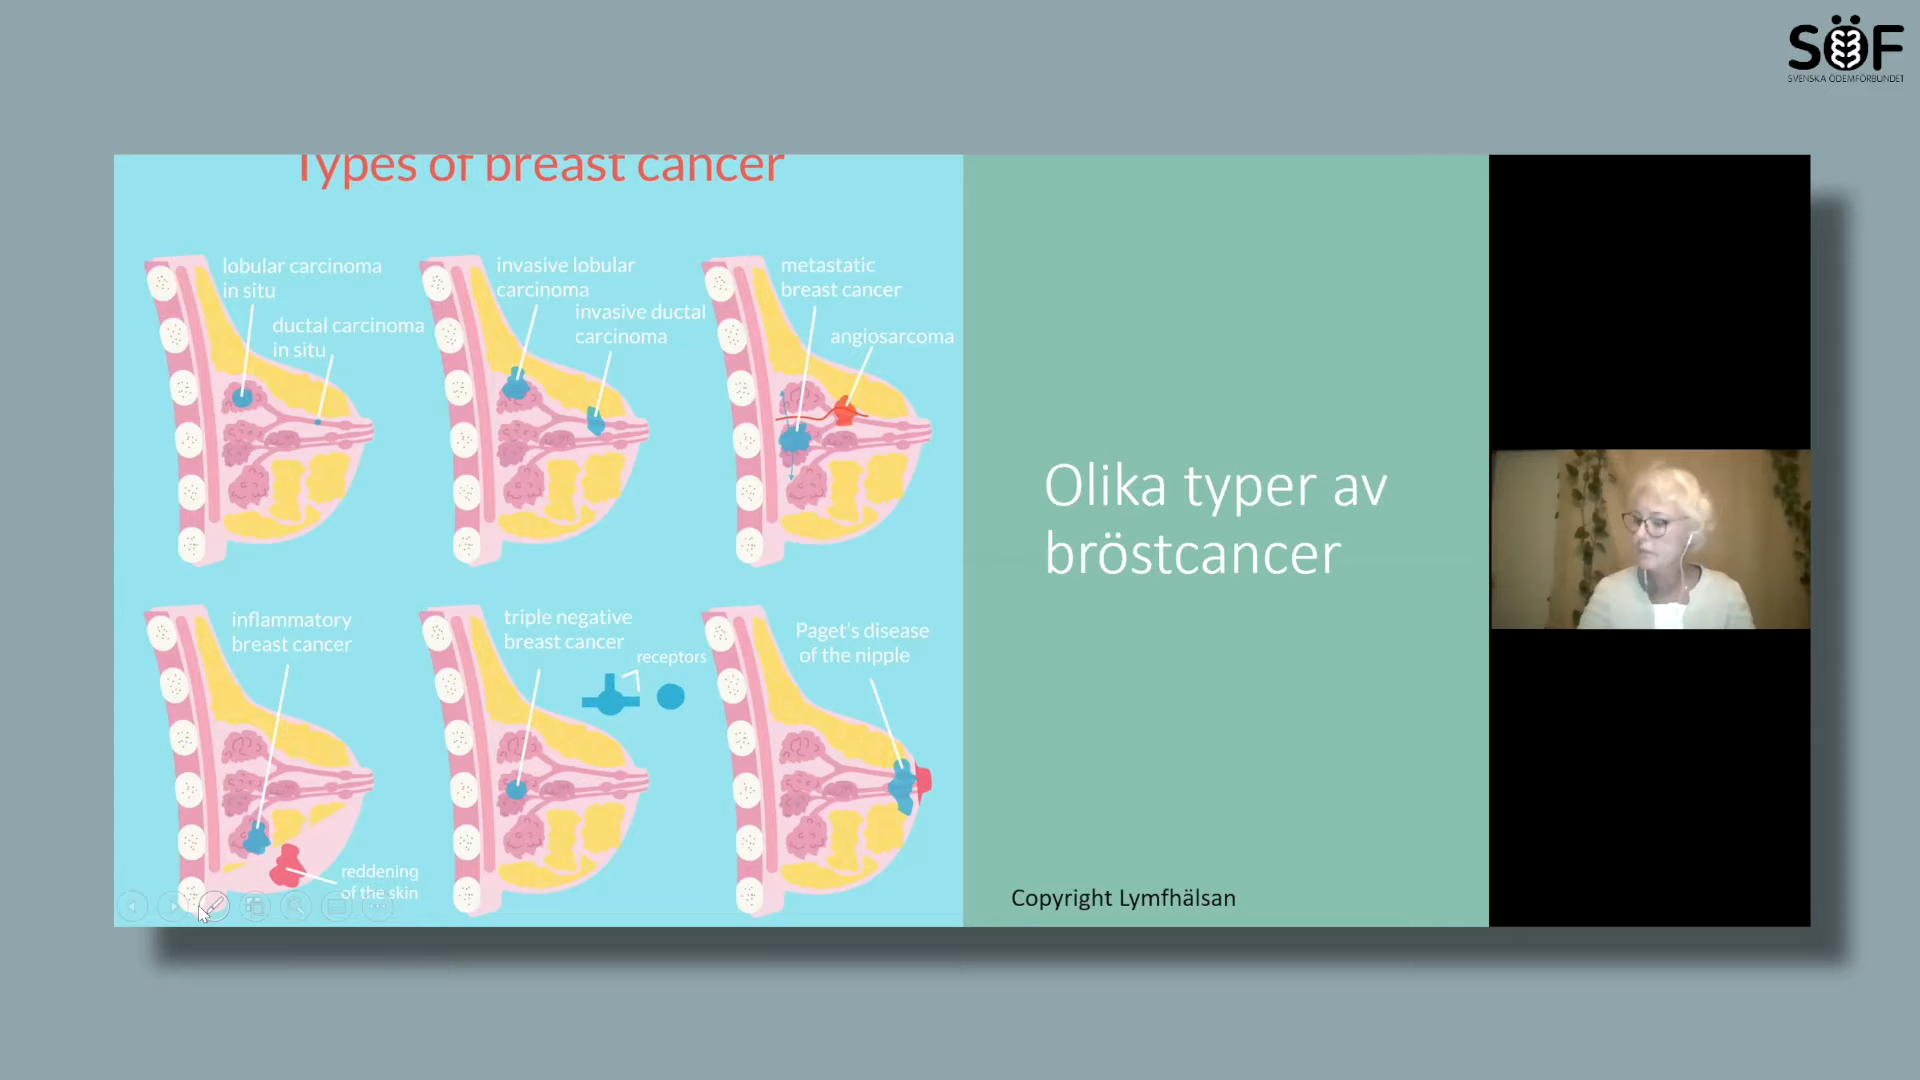 SÖF
SVENSKA ÖDEMFÖRBUNDET
Types of breast cancer
lobular carcinoma
in situ
ductal carcinoma
in situ
invasive lobular
carcinoma
invasive ductal
carcinoma
metastatic
breast cancer
angiosarcoma
inflammatory
breast cancer
reddening
of the skin
triple negative
breast cancer
receptors
Paget's disease
of the nipple
Olika typer av
bröstcancer
Copyright Lymfhälsan